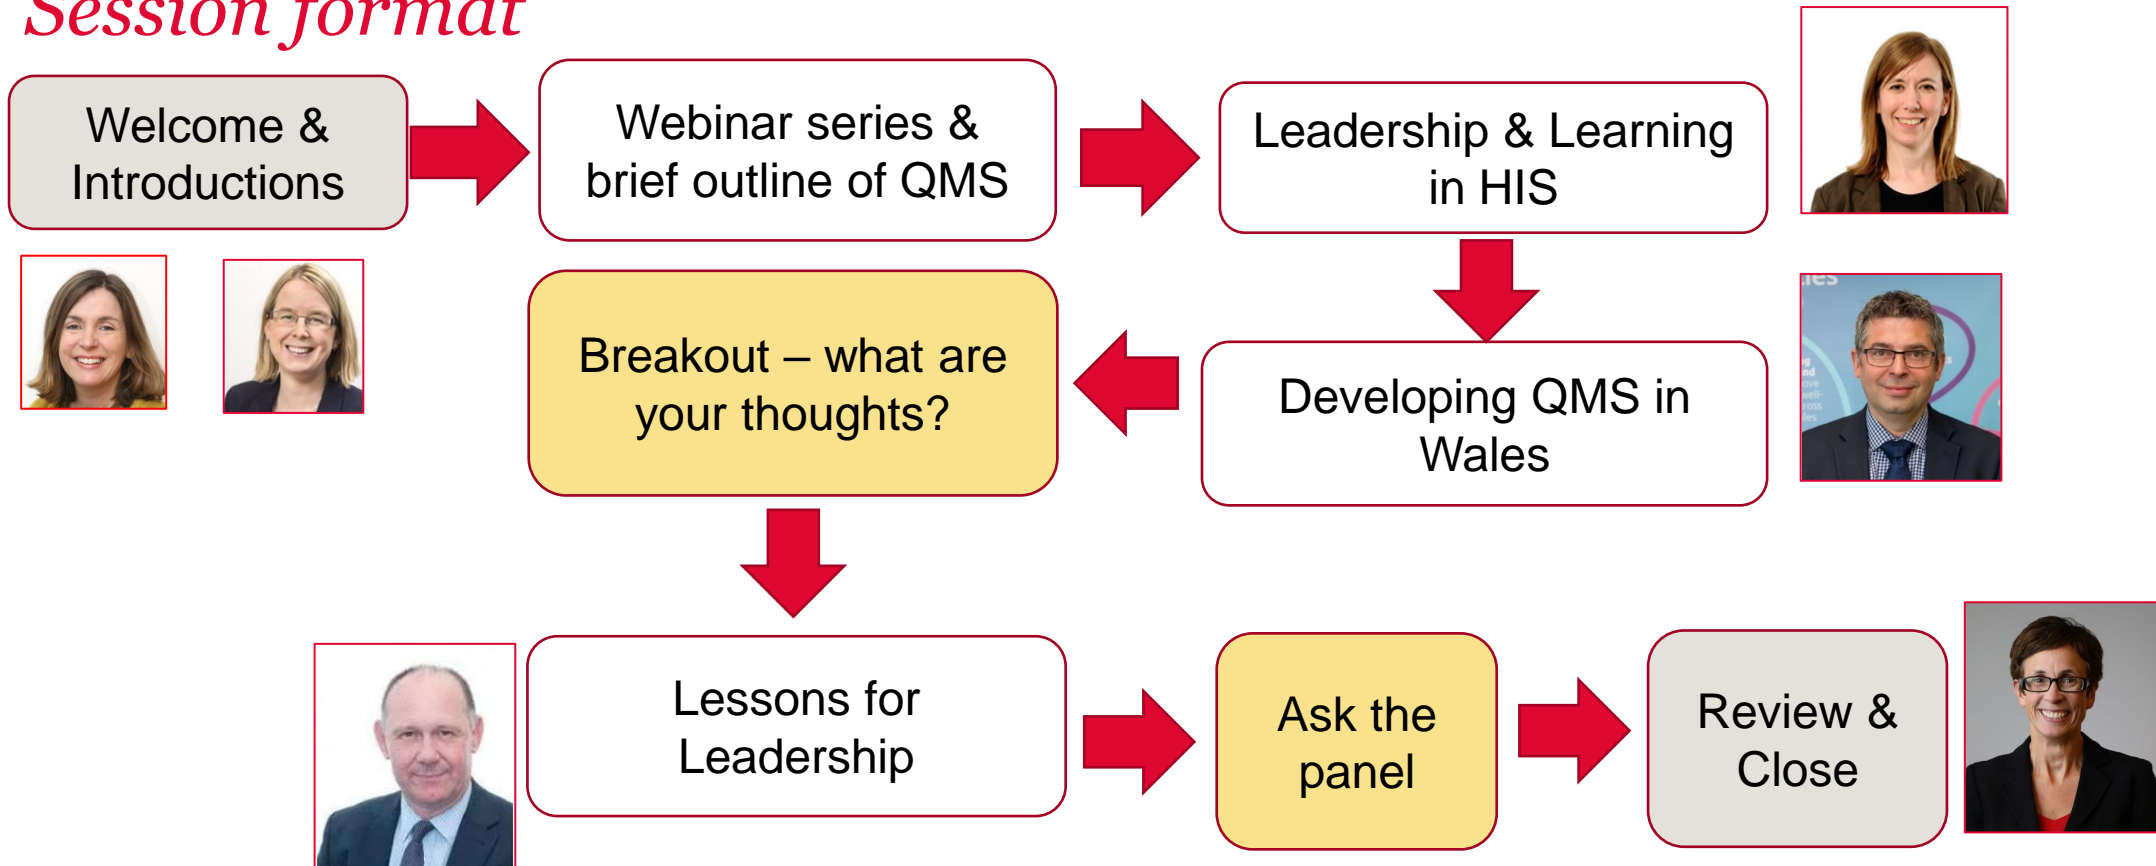 Session format
Welcome &
Introductions
Webinar series &
brief outline of QMS
Leadership & Learning
in HIS
Developing QMS in
Wales
Breakout – what are
your thoughts?
Lessons for
Leadership
Ask the
panel
Review &
Close